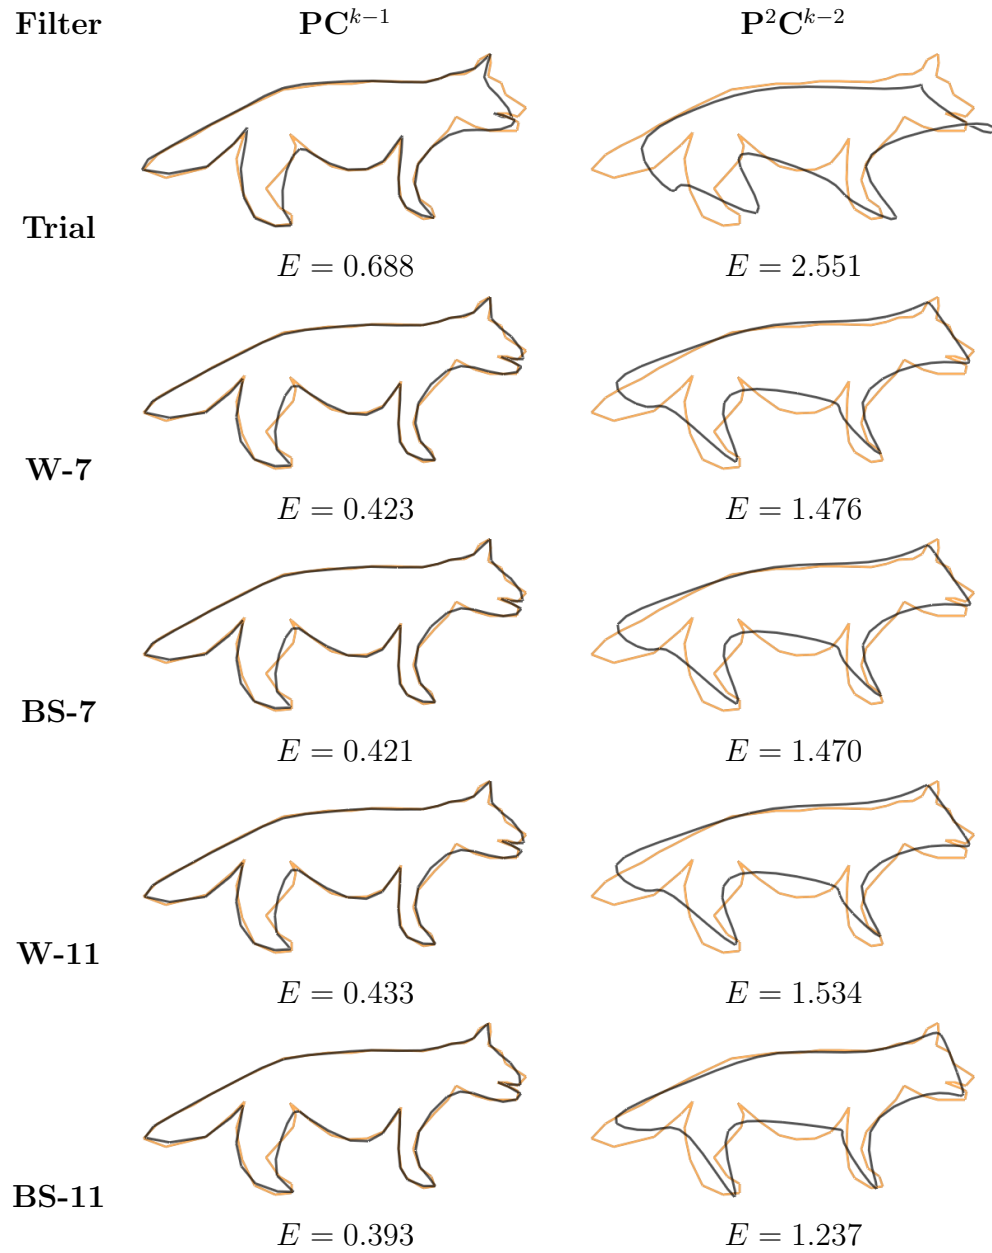 Filter PC^{k−1} P²C^{k−2}
Trial
E = 0.688 E = 2.551
W-7
E = 0.423 E = 1.476
BS-7
E = 0.421 E = 1.470
W-11
E = 0.433 E = 1.534
BS-11
E = 0.393 E = 1.237